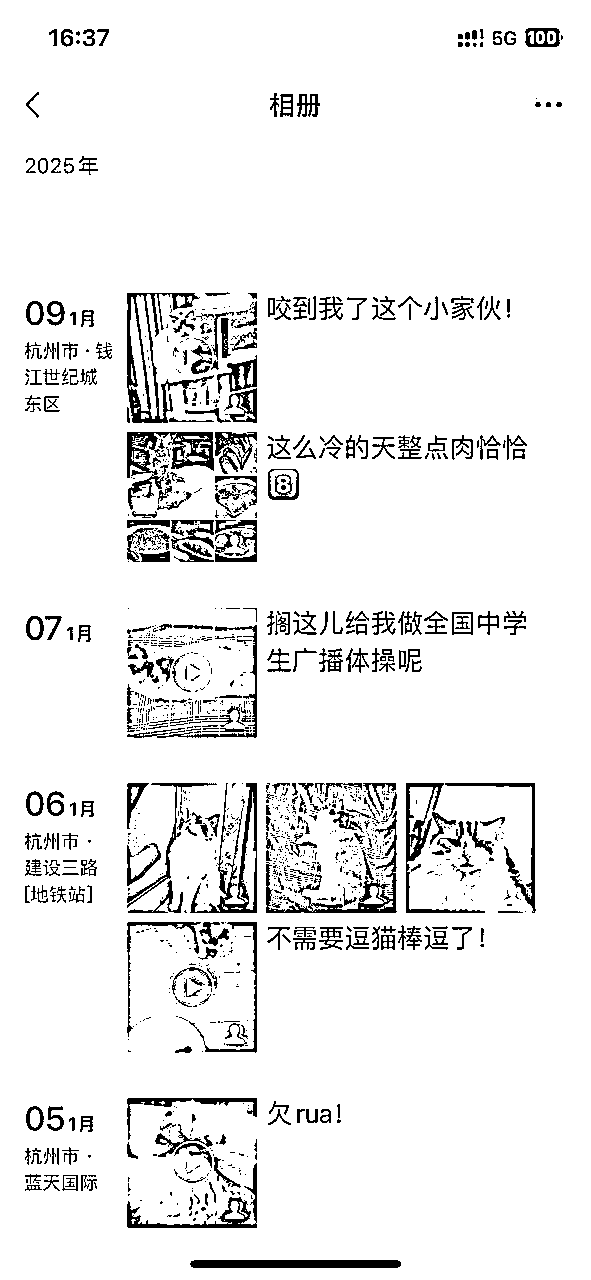 16:37
5G 100
相册
2025年
09 1月
杭州市·钱
江世纪城
东区
咬到我了这个小家伙！
这么冷的天整点肉恰恰
8
07 1月
搁这儿给我做全国中学
生广播体操呢
06 1月
杭州市·
建设三路
[地铁站]
不需要逗猫棒逗了！
05 1月
杭州市·
蓝天国际
欠rua！